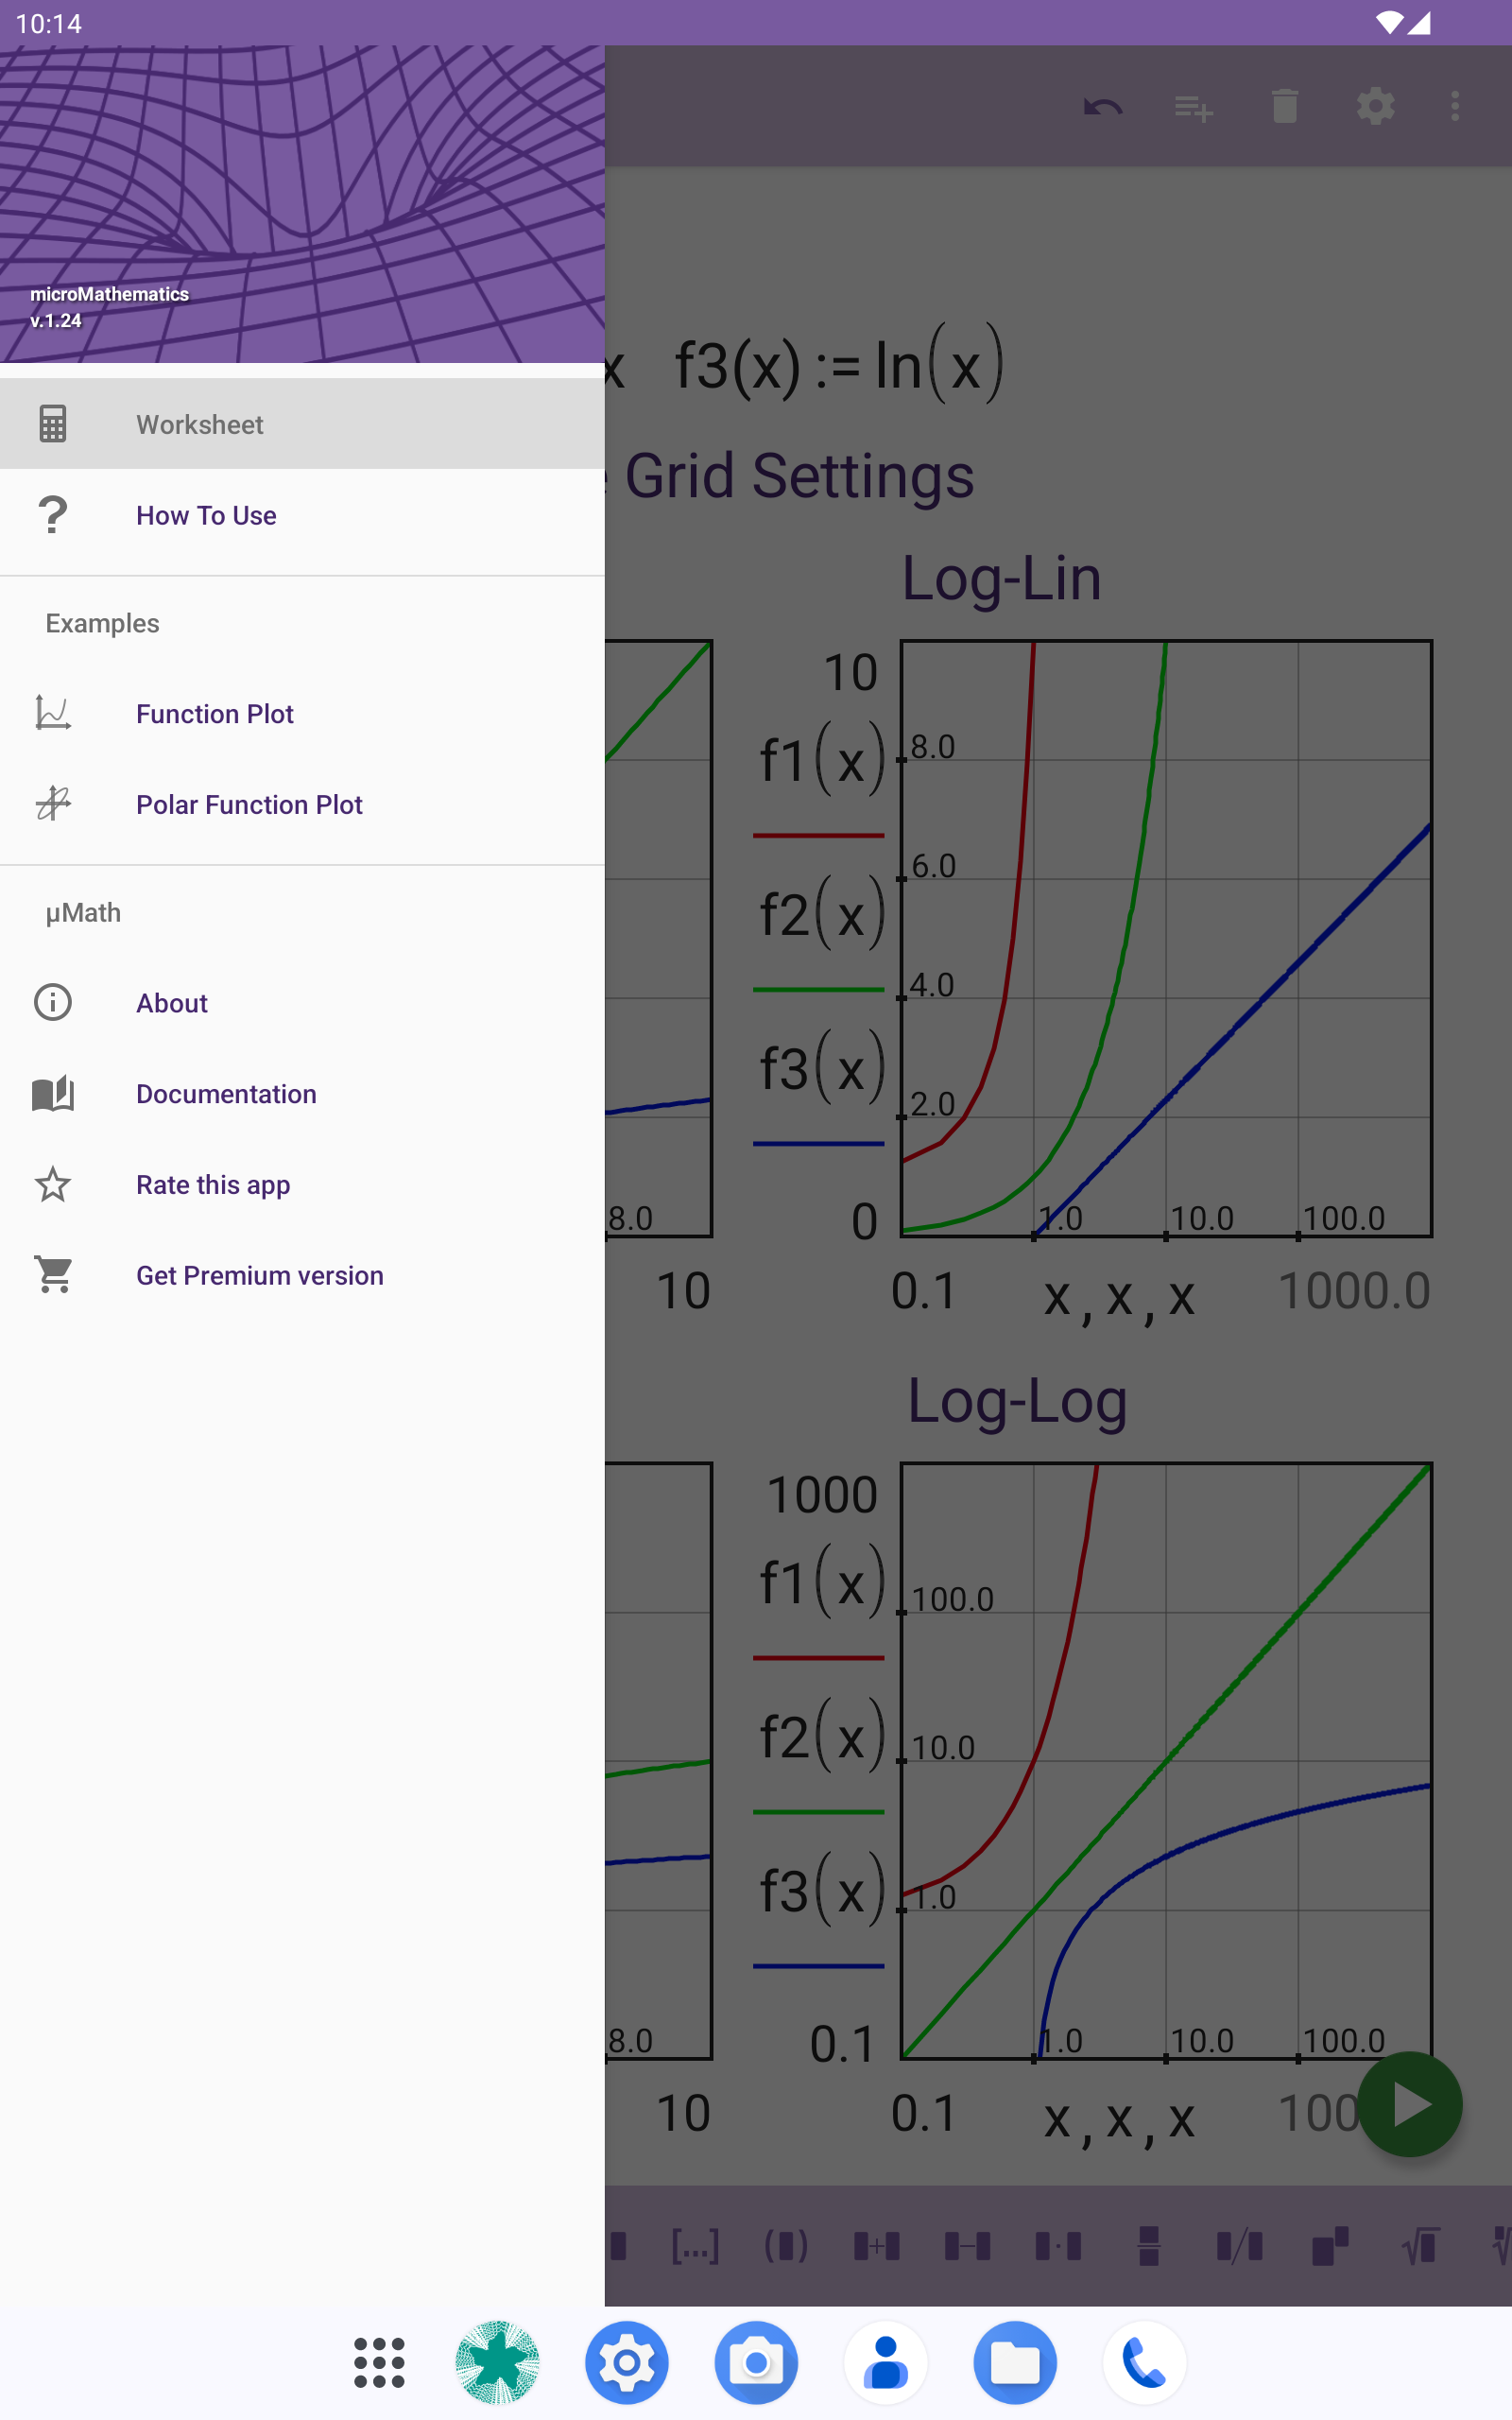 10:14
microMathematics
v.1.24
Worksheet
How To Use
Examples
Function Plot
Polar Function Plot
µMath
About
Documentation
Rate this app
Get Premium version
x f3(x) := ln(x)
Grid Settings
Log-Lin
10
f1(x)
f2(x)
f3(x)
0
8.0
6.0
4.0
2.0
8.0
1.0 10.0 100.0
10
0.1 x , x , x 1000.0
Log-Log
1000
f1(x)
f2(x)
f3(x)
0.1
100.0
10.0
1.0
8.0
1.0 10.0 100.0
10
0.1 x , x , x 100
[...] (▮) ▮+▮ ▮−▮ ▮·▮ ▮/▮ √▮